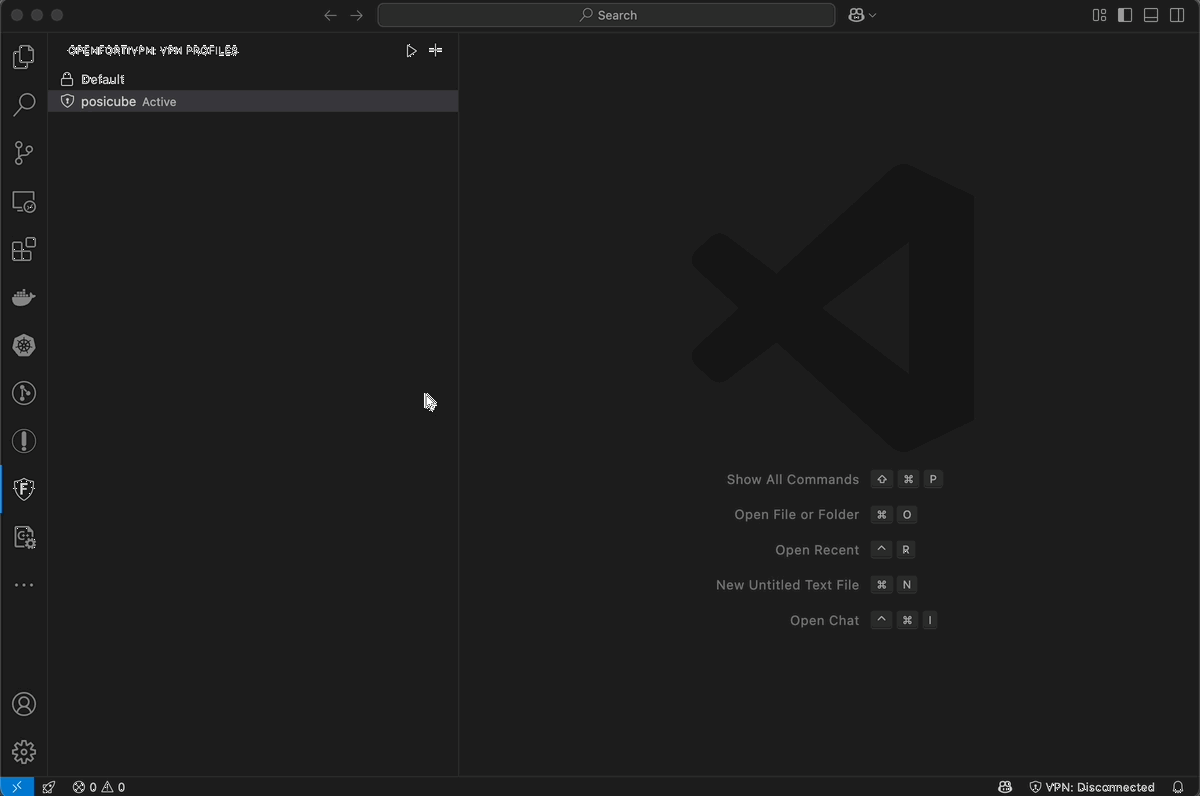 Search
OPENFORTIVPN: VPN PROFILES
Default
posicube Active
Show All Commands ⇧ ⌘ P
Open File or Folder ⌘ O
Open Recent ^ R
New Untitled Text File ⌘ N
Open Chat ^ ⌘ I
0 0 VPN: Disconnected